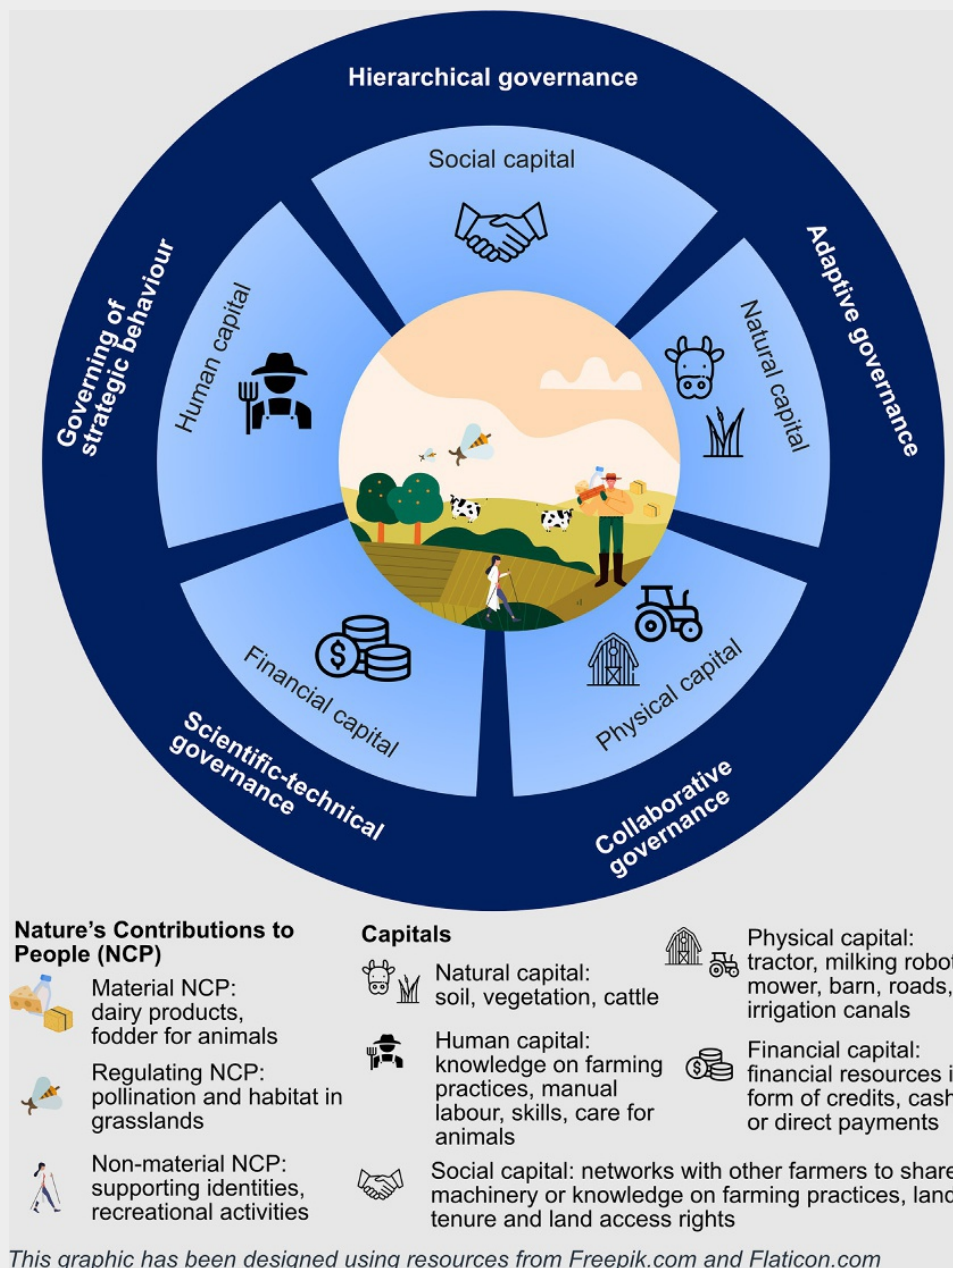 Hierarchical governance
Social capital
Adaptive governance
Natural capital
Governing of
strategic behaviour
Human capital
Financial capital
Physical capital
Scientific-technical
governance
Collaborative
governance
Nature's Contributions to
People (NCP)
Material NCP:
dairy products,
fodder for animals
Regulating NCP:
pollination and habitat in
grasslands
Non-material NCP:
supporting identities,
recreational activities
Capitals
Natural capital:
soil, vegetation, cattle
Human capital:
knowledge on farming
practices, manual
labour, skills, care for
animals
Physical capital:
tractor, milking robot
mower, barn, roads,
irrigation canals
Financial capital:
financial resources i
form of credits, cash
or direct payments
Social capital: networks with other farmers to share
machinery or knowledge on farming practices, land
tenure and land access rights
This graphic has been designed using resources from Freepik.com and Flaticon.com